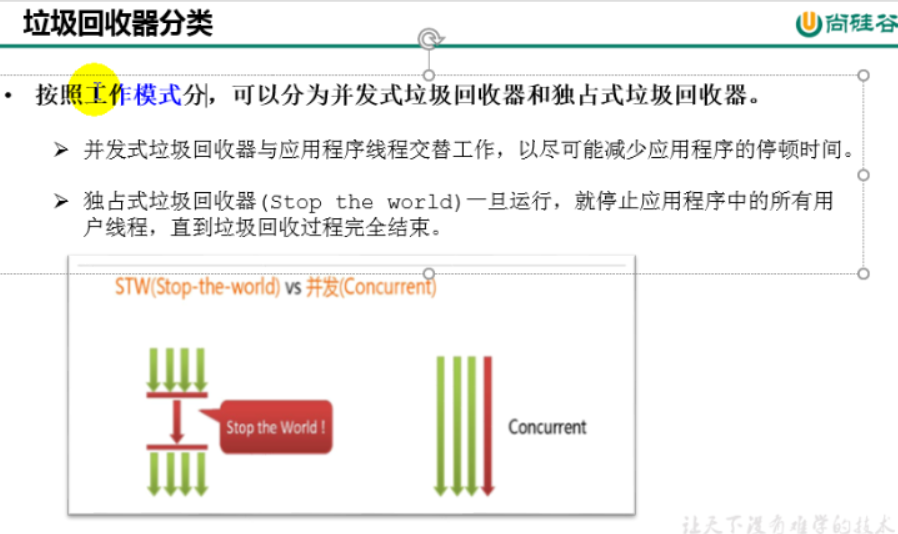 垃圾回收器分类
尚硅谷
• 按照工作模式分，可以分为并发式垃圾回收器和独占式垃圾回收器。
➢ 并发式垃圾回收器与应用程序线程交替工作，以尽可能减少应用程序的停顿时间。
➢ 独占式垃圾回收器(Stop the world)一旦运行，就停止应用程序中的所有用
户线程，直到垃圾回收过程完全结束。
STW(Stop-the-world) vs 并发(Concurrent)
Stop the World !
Concurrent
让天下没有难学的技术